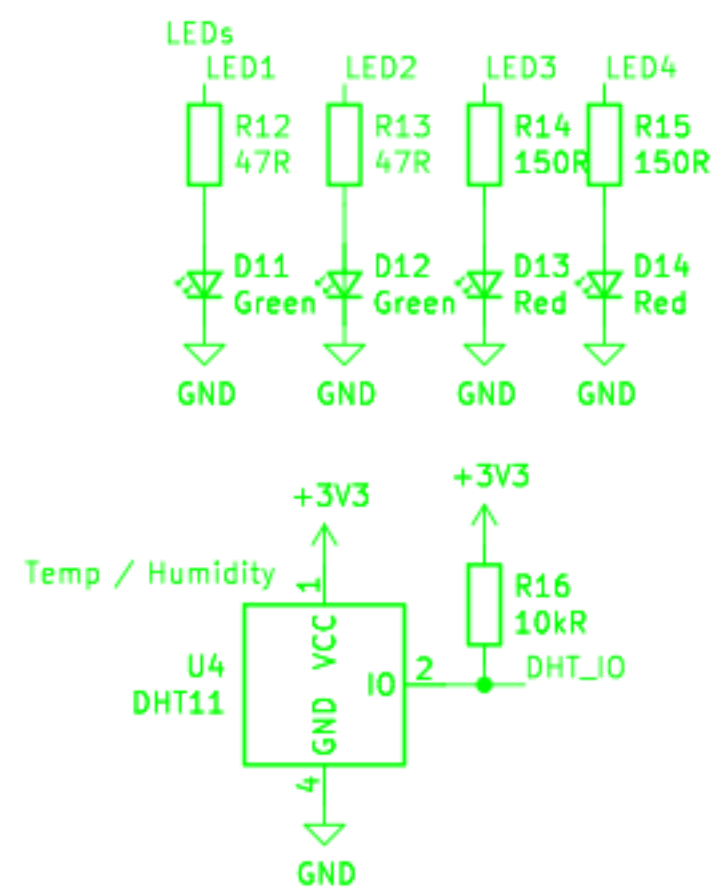 LEDs
LED1 LED2 LED3 LED4
R12 R13 R14 R15
47R 47R 150R 150R
D11 D12 D13 D14
Green Green Red Red
GND GND GND GND
+3V3 +3V3
Temp / Humidity
1
R16
10kR
VCC
U4
DHT11
IO
2
DHT_IO
GND
4
GND